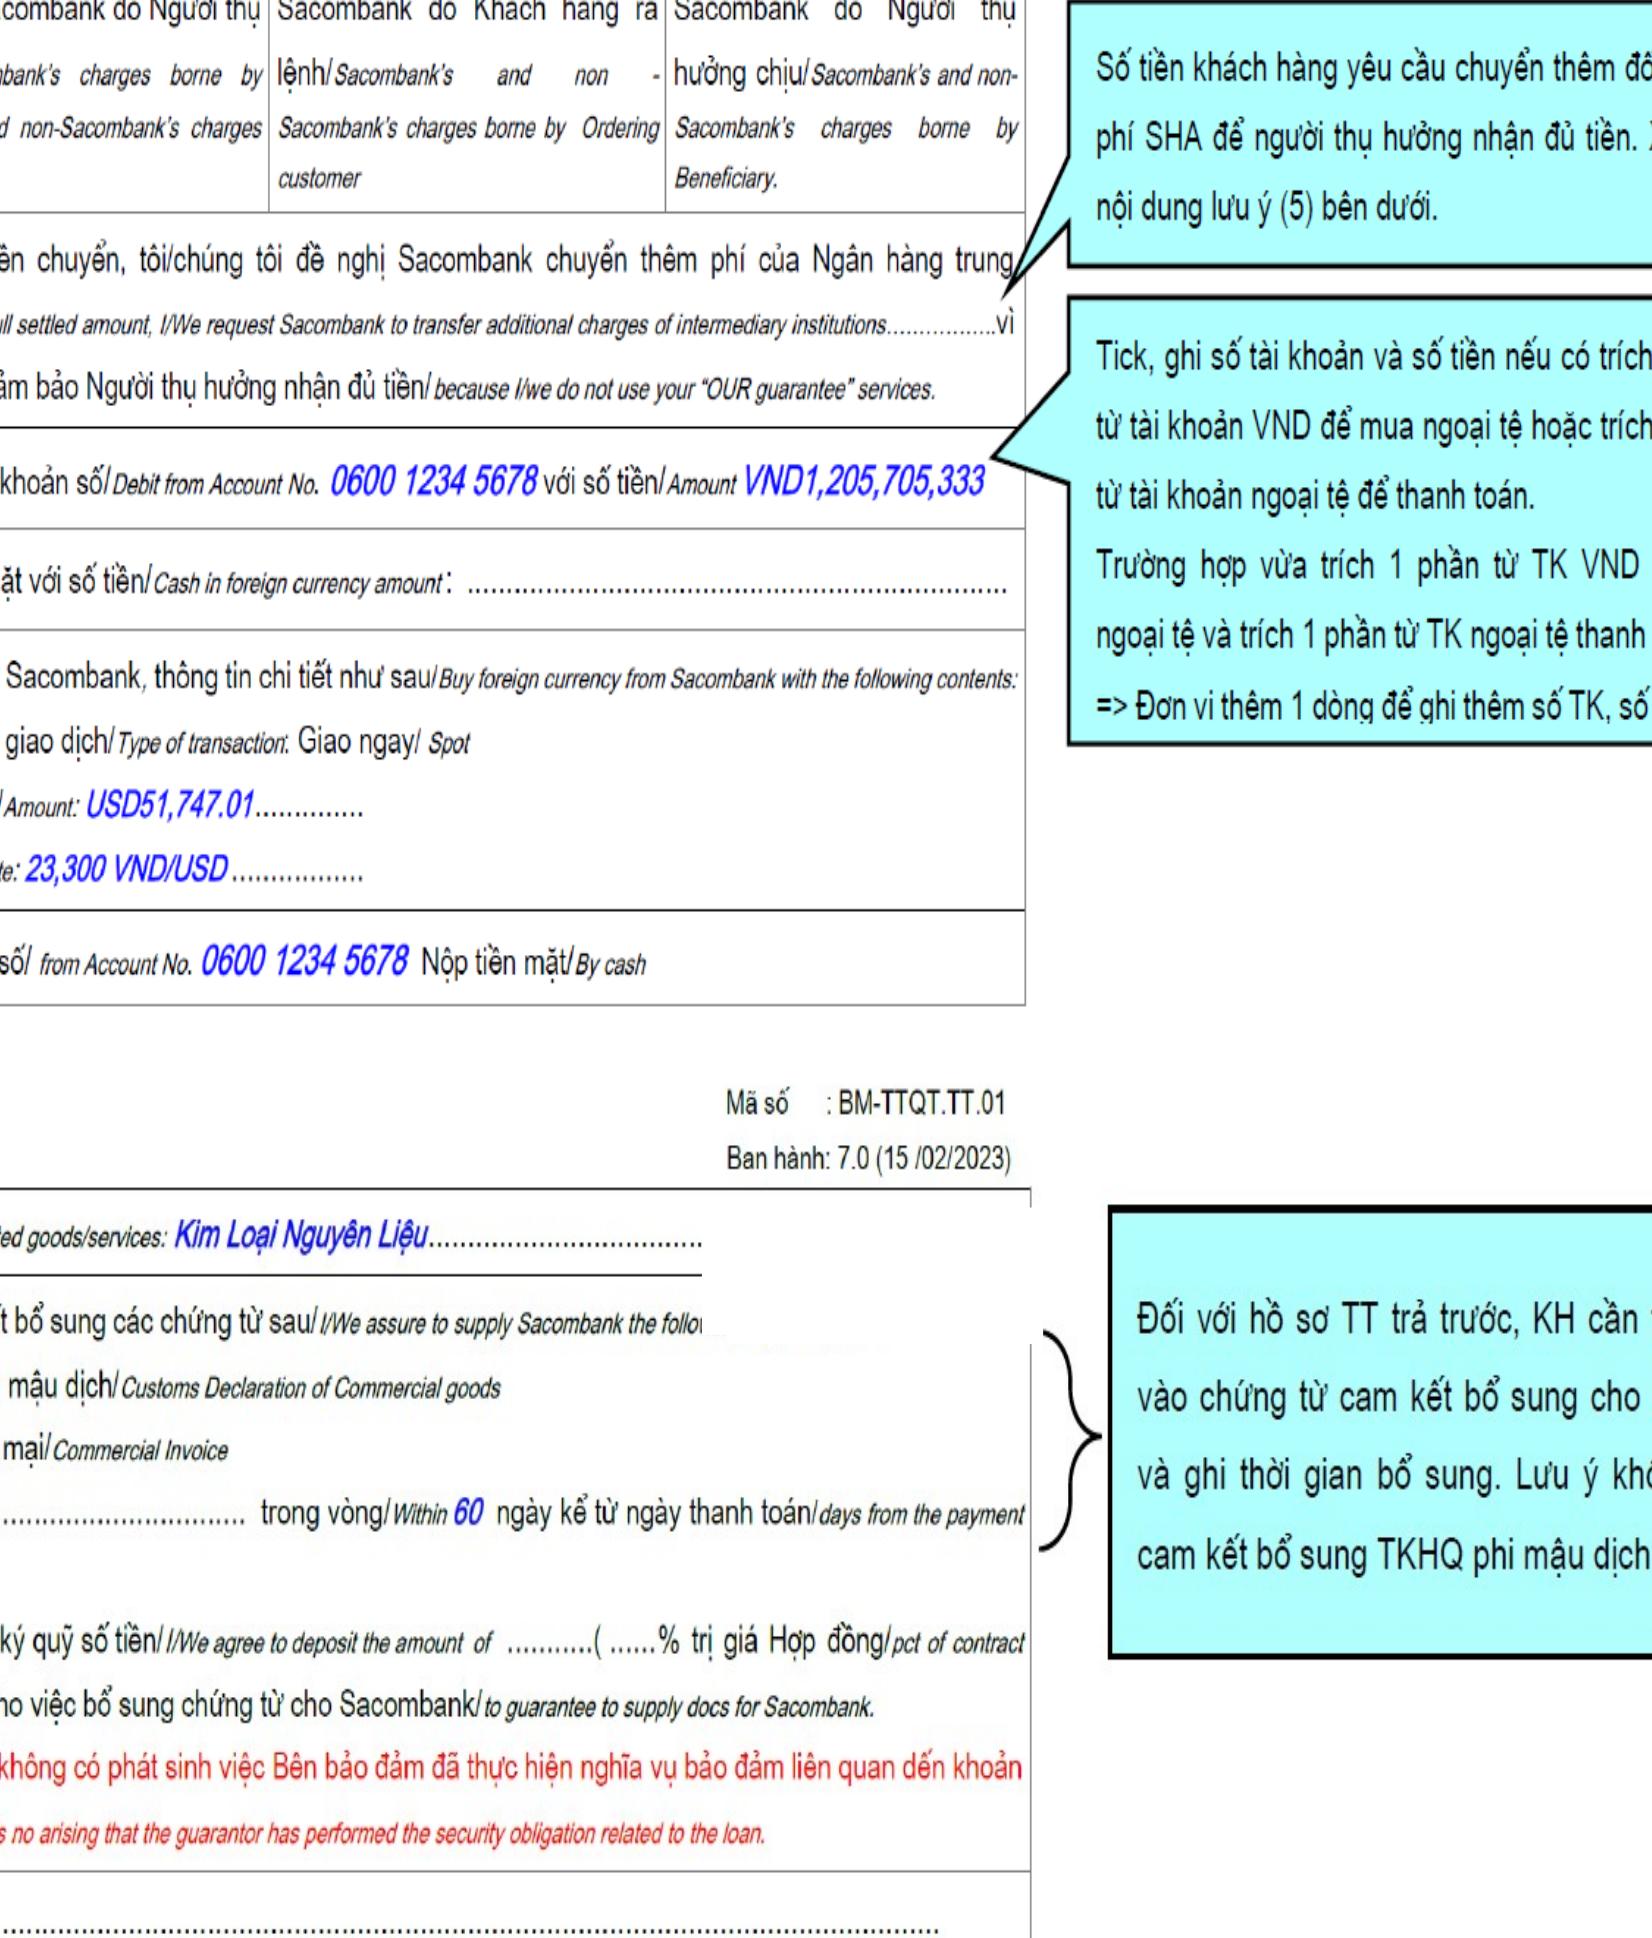 do Người thụ
Sacombank do Khách hàng ra
Sacombank do Người thụ
charges borne by
lệnh/Sacombank's and non -
hưởng chịu/Sacombank's and non-
non-Sacombank's charges
Sacombank's charges borne by Ordering
Sacombank's charges borne by
customer
Beneficiary.
chuyển, tôi/chúng tôi đề nghị Sacombank chuyển thêm phí của Ngân hàng trung
settled amount, I/We request Sacombank to transfer additional charges of intermediary institutions.................vì
bảo Người thụ hưởng nhận đủ tiền/ because I/we do not use your “OUR guarantee” services.
khoản số/Debit from Account No. 0600 1234 5678 với số tiền/Amount VND1,205,705,333
với số tiền/Cash in foreign currency amount: ....................................................................................
Sacombank, thông tin chi tiết như sau/Buy foreign currency from Sacombank with the following contents:
giao dịch/Type of transaction: Giao ngay/ Spot
/Amount: USD51,747.01..............
23,300 VND/USD .................
số/ from Account No. 0600 1234 5678 Nộp tiền mặt/By cash
Số tiền khách hàng yêu cầu chuyển thêm
phí SHA để người thụ hưởng nhận đủ tiền.
nội dung lưu ý (5) bên dưới.
Tick, ghi số tài khoản và số tiền nếu có trích
từ tài khoản VND để mua ngoại tệ hoặc trích
từ tài khoản ngoại tệ để thanh toán.
Trường hợp vừa trích 1 phần từ TK VND
ngoại tệ và trích 1 phần từ TK ngoại tệ thanh
=> Đơn vi thêm 1 dòng để ghi thêm số TK, số
Mã số : BM-TTQT.TT.01
Ban hành: 7.0 (15 /02/2023)
goods/services: Kim Loại Nguyên Liệu...................................
bổ sung các chứng từ sau/I/We assure to supply Sacombank the
mậu dịch/Customs Declaration of Commercial goods
mại/Commercial Invoice
............................... trong vòng/Within 60 ngày kể từ ngày thanh toán/days from the payment
ký quỹ số tiền/I/We agree to deposit the amount of ...........( ......% trị giá Hợp đồng/pct of contract
việc bổ sung chứng từ cho Sacombank/to guarantee to supply docs for Sacombank.
không có phát sinh việc Bên bảo đảm đã thực hiện nghĩa vụ bảo đảm liên quan dến khoản
no arising that the guarantor has performed the security obligation related to the loan.
........................................................................................................................
Đối với hồ sơ TT trả trước, KH cần
vào chứng từ cam kết bổ sung cho
và ghi thời gian bổ sung. Lưu ý
cam kết bổ sung TKHQ phi mậu dịch